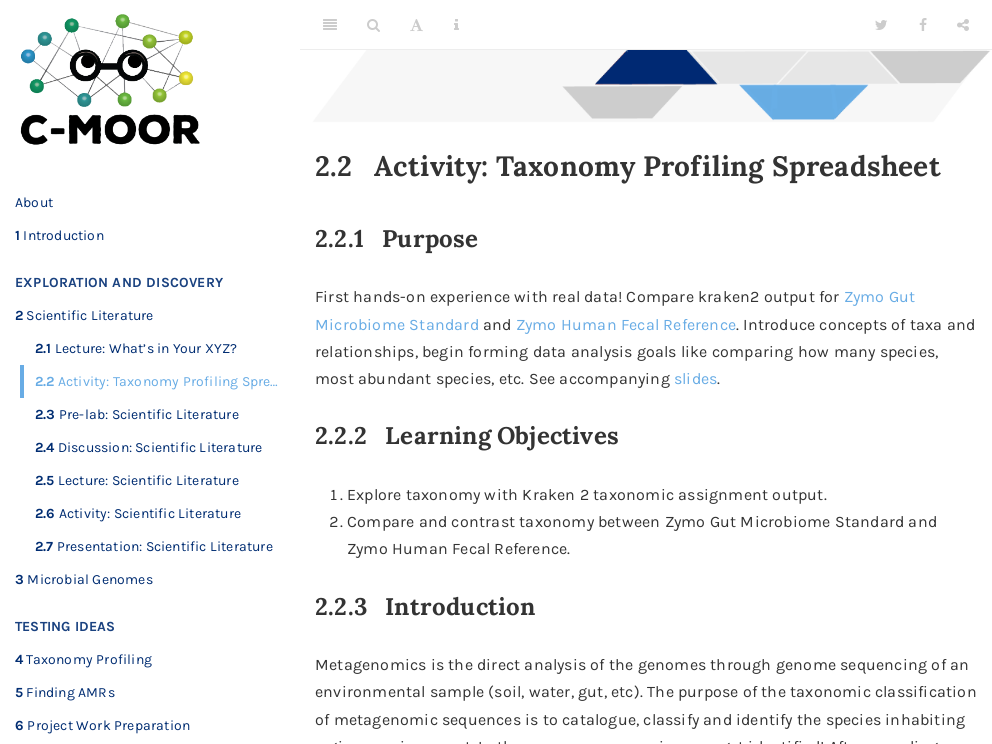 C-MOOR
About
1 Introduction
EXPLORATION AND DISCOVERY
2 Scientific Literature
2.1 Lecture: What's in Your XYZ?
2.2 Activity: Taxonomy Profiling Spre...
2.3 Pre-lab: Scientific Literature
2.4 Discussion: Scientific Literature
2.5 Lecture: Scientific Literature
2.6 Activity: Scientific Literature
2.7 Presentation: Scientific Literature
3 Microbial Genomes
TESTING IDEAS
4 Taxonomy Profiling
5 Finding AMRs
6 Project Work Preparation
2.2 Activity: Taxonomy Profiling Spreadsheet
2.2.1 Purpose
First hands-on experience with real data! Compare kraken2 output for Zymo Gut
Microbiome Standard and Zymo Human Fecal Reference. Introduce concepts of taxa and
relationships, begin forming data analysis goals like comparing how many species,
most abundant species, etc. See accompanying slides.
2.2.2 Learning Objectives
1. Explore taxonomy with Kraken 2 taxonomic assignment output.
2. Compare and contrast taxonomy between Zymo Gut Microbiome Standard and
Zymo Human Fecal Reference.
2.2.3 Introduction
Metagenomics is the direct analysis of the genomes through genome sequencing of an
environmental sample (soil, water, gut, etc). The purpose of the taxonomic classification
of metagenomic sequences is to catalogue, classify and identify the species inhabiting